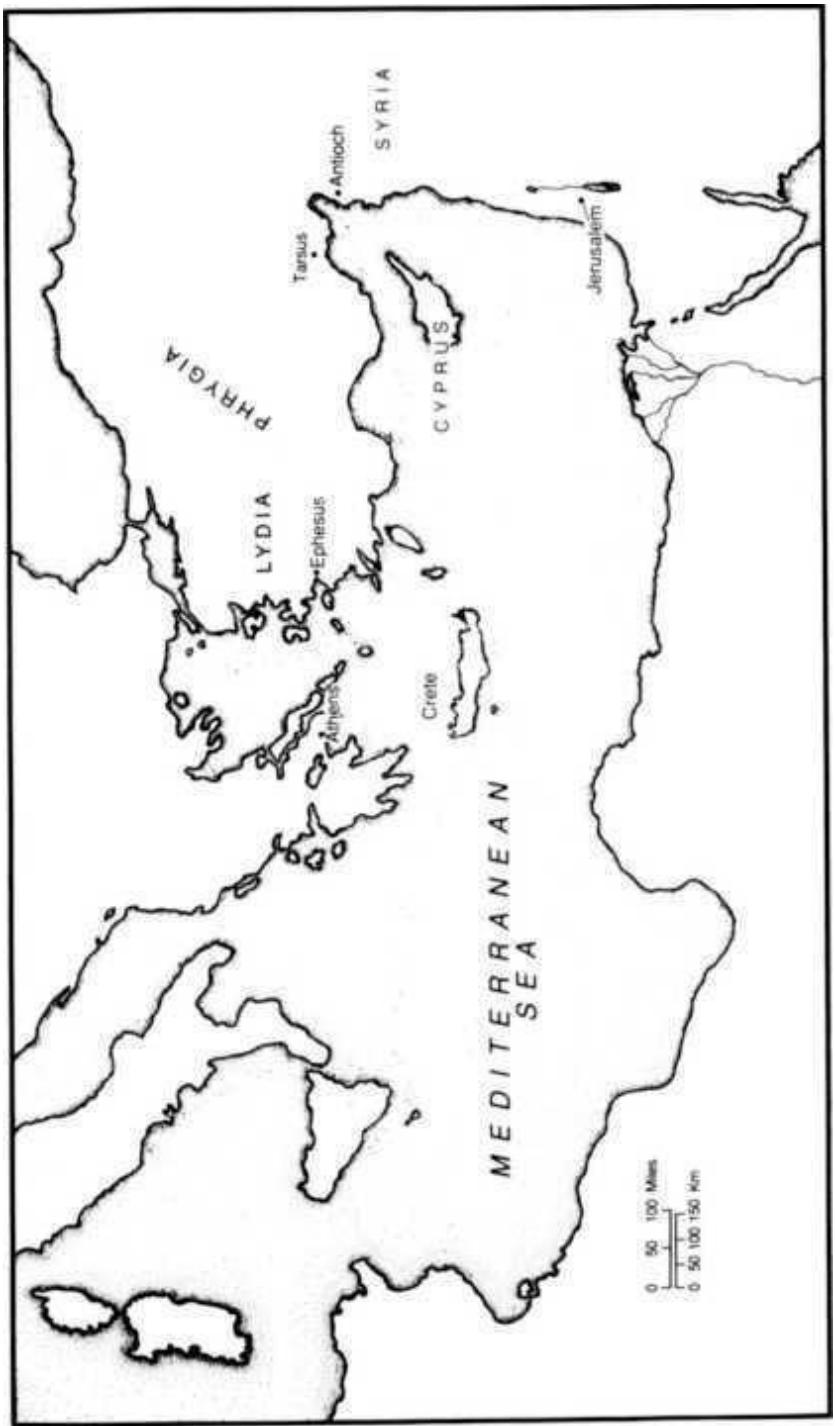 SYRIA
Antioch
Tarsus
PHRYGIA
LYDIA
Ephesus
CYPRUS
Jerusalem
Athens
Crete
MEDITERRANEAN
SEA
0 50 100 Miles
0 50 100 150 Km